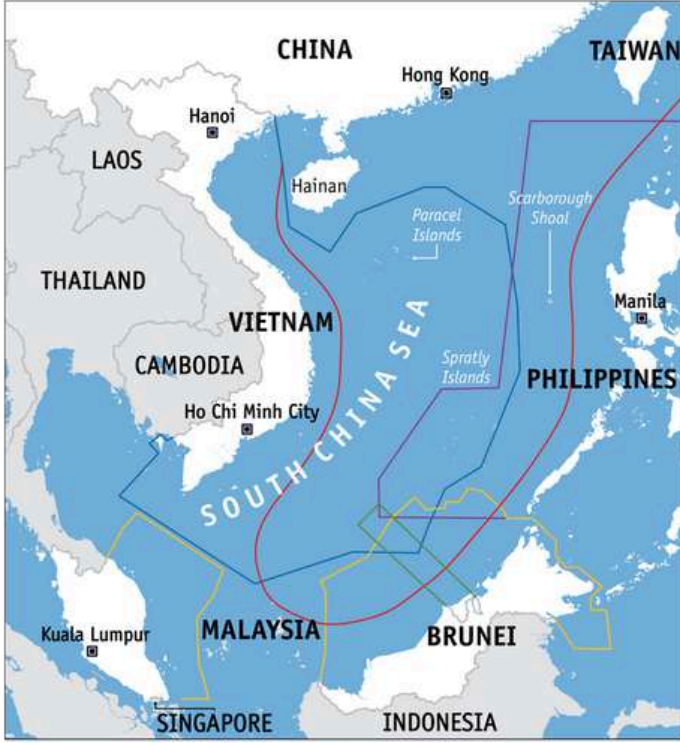 CHINA
TAIWAN
Hong Kong
Hanoi
LAOS
Hainan
Scarborough
Shoal
Paracel
Islands
THAILAND
Manila
VIETNAM
CAMBODIA
Spratly
Islands
PHILIPPINES
Ho Chi Minh City
SOUTH CHINA SEA
Kuala Lumpur
MALAYSIA
BRUNEI
SINGAPORE
INDONESIA